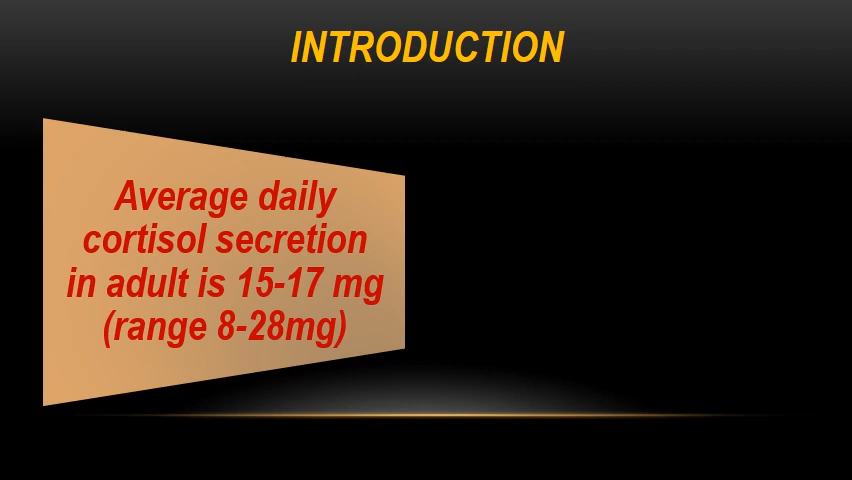 INTRODUCTION
Average daily
cortisol secretion
in adult is 15-17 mg
(range 8-28mg)